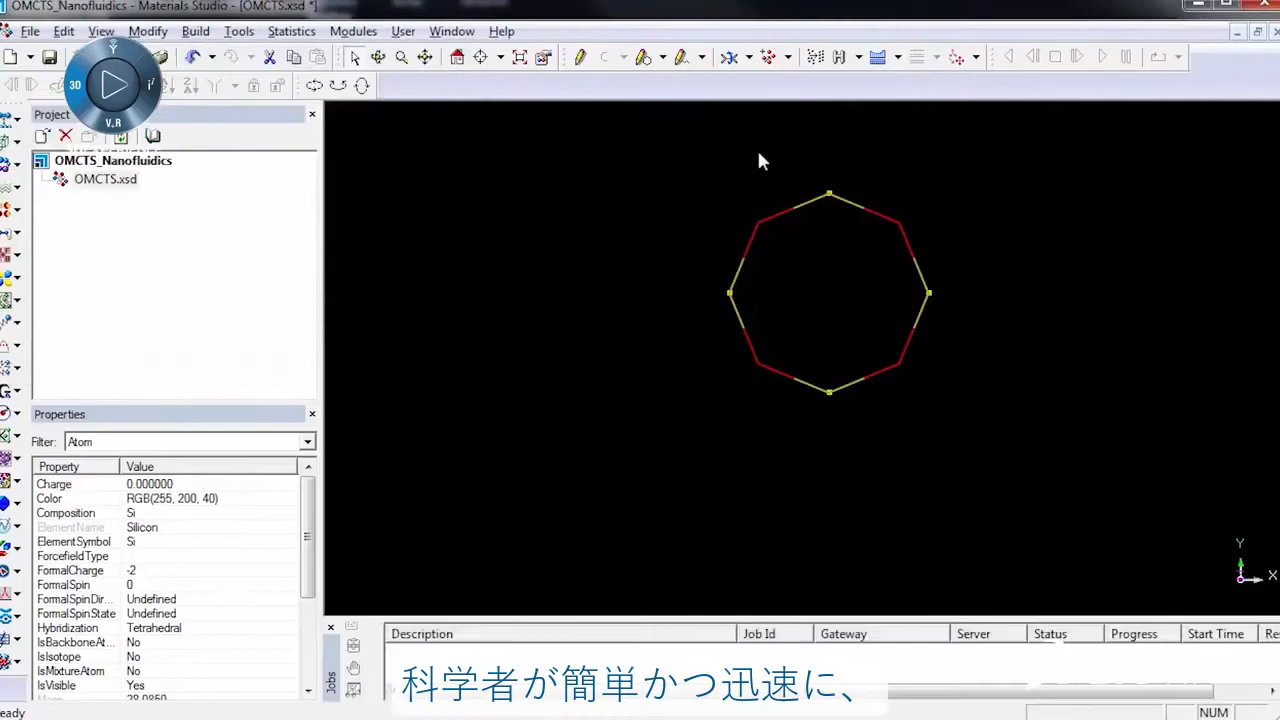 OMCTS_Nanofluidics - Materials Studio - [OMCTS.xsd *]
File Edit View Modify Build Tools Statistics Modules User Window Help
3D
V.R
Project
OMCTS_Nanofluidics
OMCTS.xsd
Properties
Filter: Atom
Property Value
Charge 0.000000
Color RGB(255, 200, 40)
Composition Si
ElementName Silicon
ElementSymbol Si
ForcefieldType
FormalCharge -2
FormalSpin 0
FormalSpinDir... Undefined
FormalSpinState Undefined
Hybridization Tetrahedral
IsBackboneAt... No
IsIsotope No
IsMixtureAtom No
IsVisible Yes
Y
X
Jobs
Description Job Id Gateway Server Status Progress Start Time Re
科学者が簡単かつ迅速に、
eady
NUM